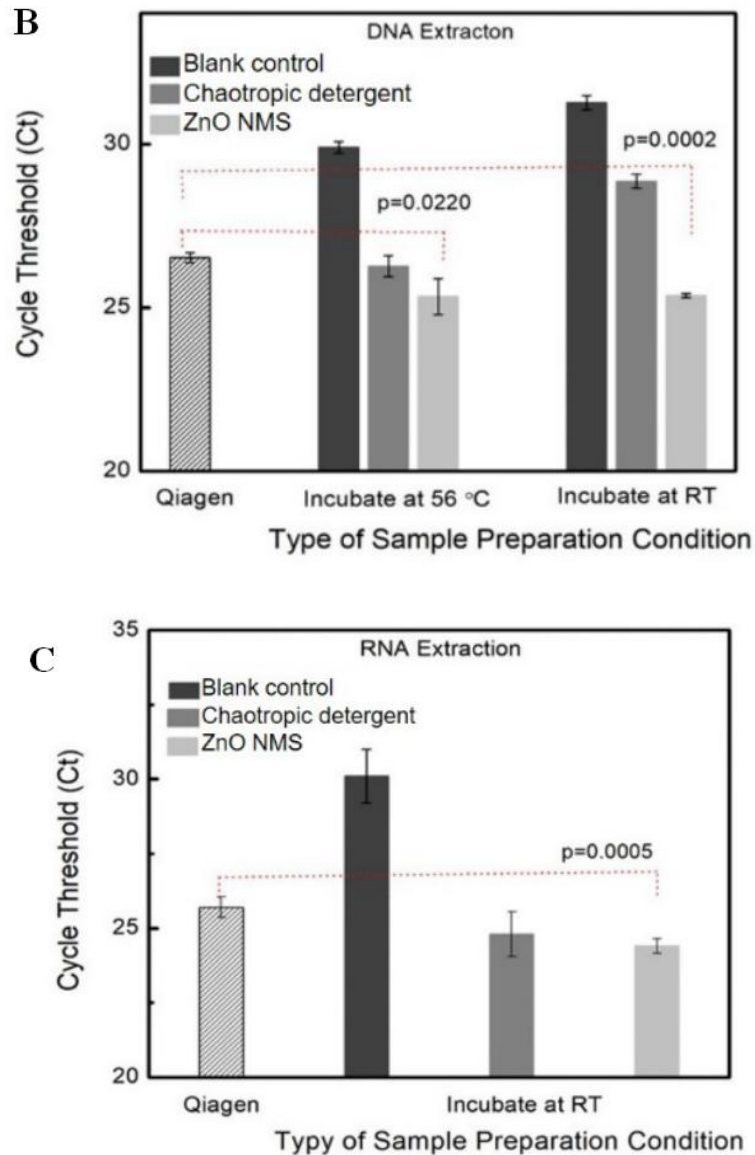 B
DNA Extracton
Blank control
Chaotropic detergent
ZnO NMS
p=0.0002
p=0.0220
Cycle Threshold (Ct)
30
25
20
Qiagen Incubate at 56 °C Incubate at RT
Type of Sample Preparation Condition
C
35
RNA Extraction
Blank control
Chaotropic detergent
ZnO NMS
p=0.0005
Cycle Threshold (Ct)
30
25
20
Qiagen Incubate at RT
Typy of Sample Preparation Condition